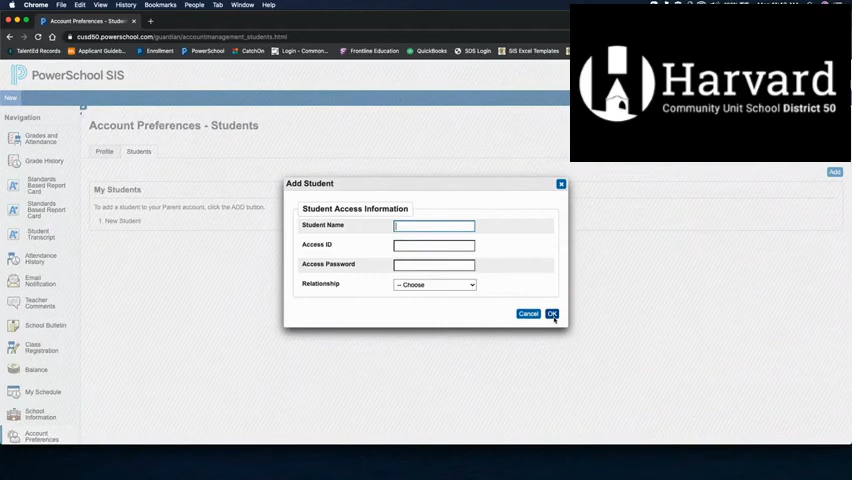 Chrome File Edit View History Bookmarks People Tab Window Help
Account Preferences - Studen
cusd50.powerschool.com/guardian/accountmanagement_students.html
TalentEd Records Applicant Guidebo... Enrollment PowerSchool CatchOn Login - Common... Frontline Education QuickBooks SDS Login SIS Excel Templates
Harvard
Community Unit School District 50
PowerSchool SIS
New
Navigation
Grades and
Attendance
Grade History
Standards
Based Report
Card
Standards
Based Report
Card
Student
Transcript
Attendance
History
Email
Notification
Teacher
Comments
School Bulletin
Class
Registration
Balance
My Schedule
School
Information
Account
Preferences
Account Preferences - Students
Profile Students
Add
My Students
To add a student to your Parent account, click the ADD button.
1. New Student
Add Student
Student Access Information
Student Name
Access ID
Access Password
Relationship
-- Choose
Cancel OK